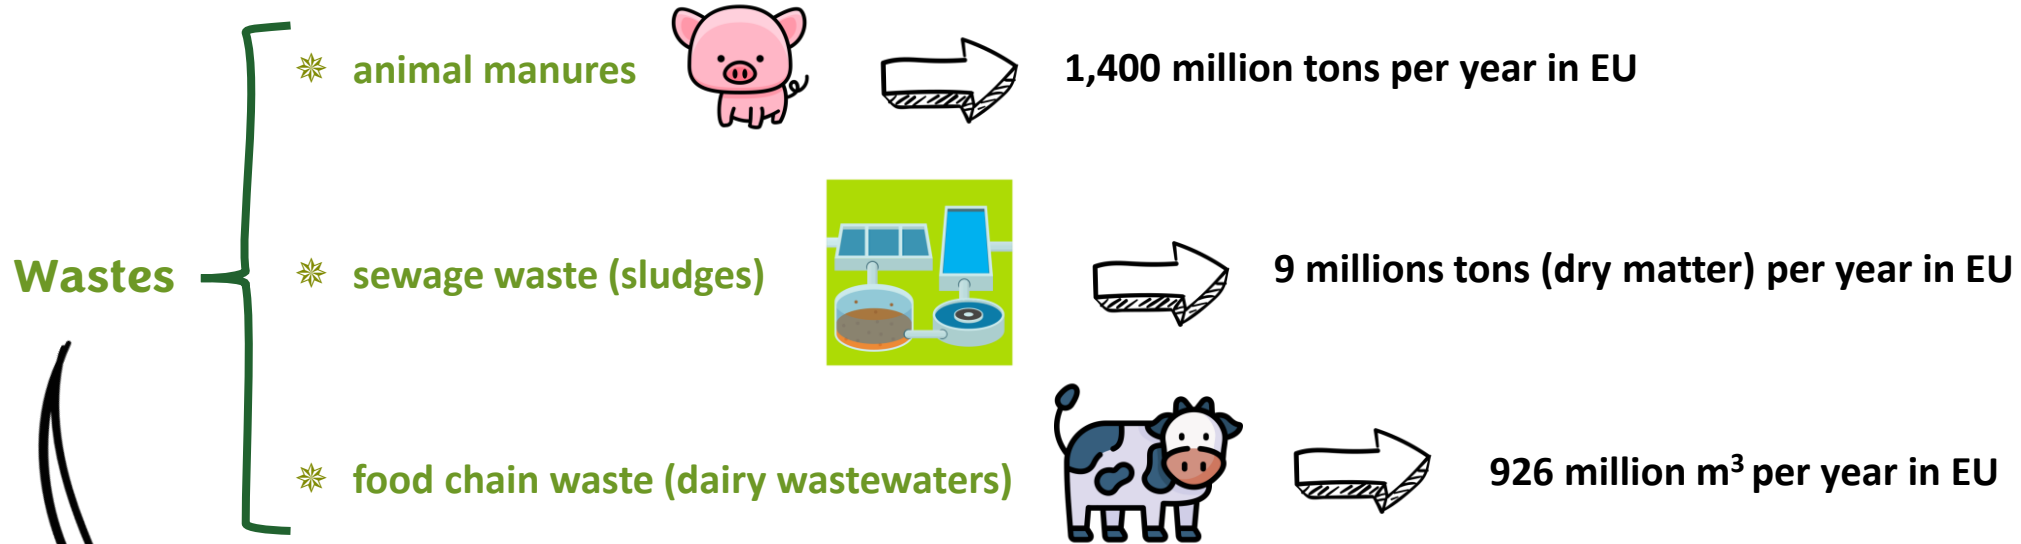 animal manures
1,400 million tons per year in EU
Wastes
sewage waste (sludges)
9 millions tons (dry matter) per year in EU
food chain waste (dairy wastewaters)
926 million m³ per year in EU